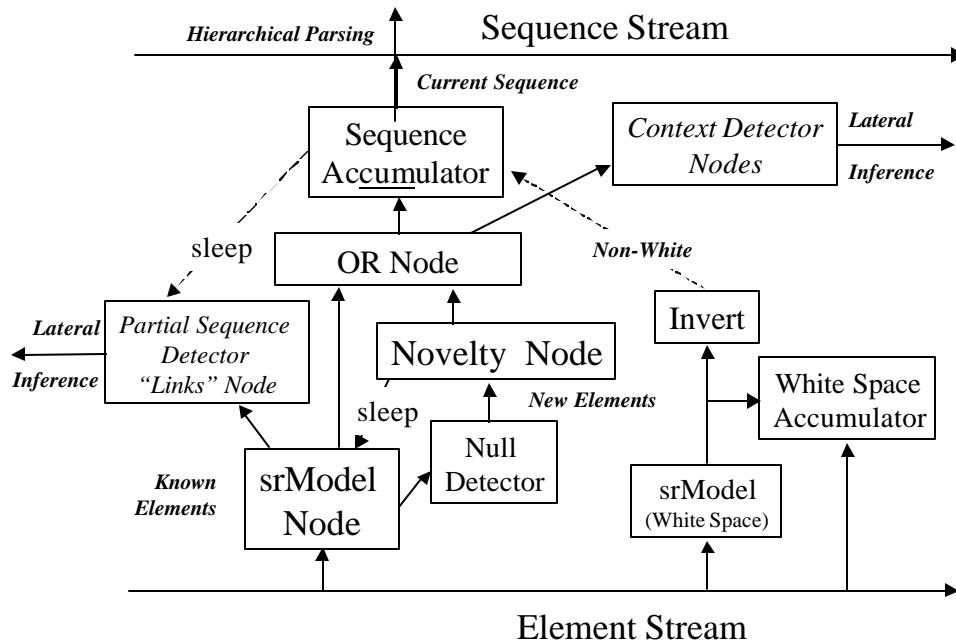 Hierarchical Parsing
Sequence Stream
Current Sequence
Sequence
Accumulator
Context Detector
Nodes
Lateral
Inference
sleep
OR Node
Non-White
Lateral
Inference
Partial Sequence
Detector
“Links” Node
Novelty Node
Invert
sleep
New Elements
White Space
Accumulator
Known
Elements
srModel
Node
Null
Detector
srModel
(White Space)
Element Stream